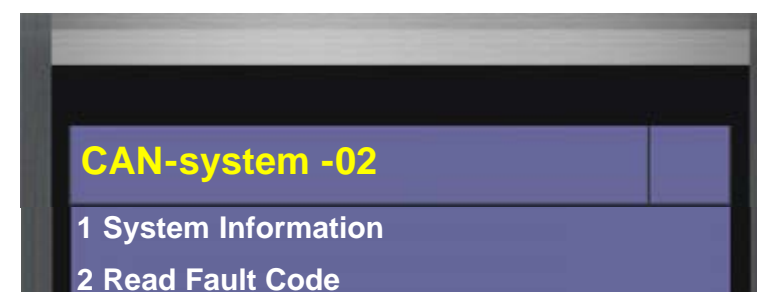 CAN-system -02
1 System Information
2 Read Fault Code